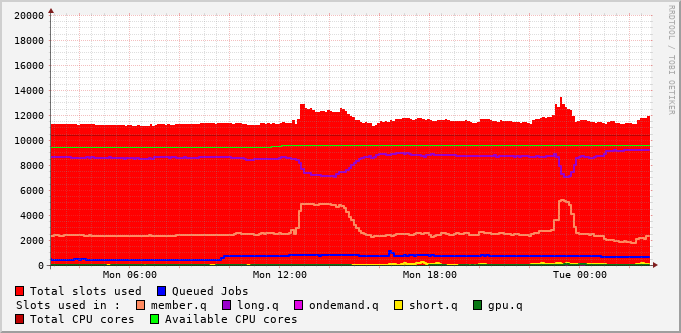 20000
18000
16000
14000
12000
10000
8000
6000
4000
2000
0
Mon 06:00 Mon 12:00 Mon 18:00 Tue 00:00
Total slots used Queued Jobs
Slots used in : member.q long.q ondemand.q short.q gpu.q
Total CPU cores Available CPU cores
RRDTOOL / TOBI OETIKER